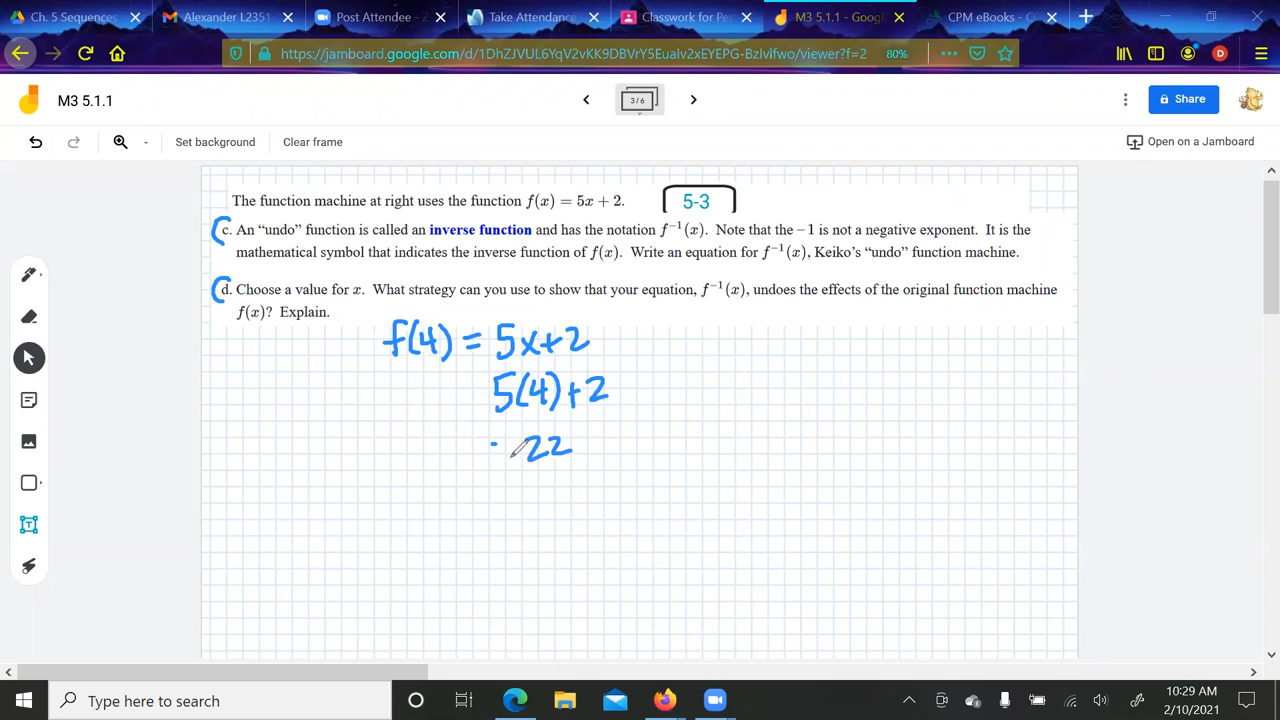 Ch. 5 Sequences
Alexander L2351
Post Attendee - Z
Take Attendance
Classwork for Pe
M3 5.1.1 - Goog
CPM eBooks - C
https://jamboard.google.com/d/1DhZJVUL6YqV2vKK9DBVrY5EuaIv2xEYEPG-BzIvlfwo/viewer?f=2
80%
D
M3 5.1.1
3/6
Share
Set background
Clear frame
Open on a Jamboard
The function machine at right uses the function f(x) = 5x + 2.
5-3
c. An “undo” function is called an inverse function and has the notation f⁻¹(x). Note that the −1 is not a negative exponent. It is the
mathematical symbol that indicates the inverse function of f(x). Write an equation for f⁻¹(x), Keiko’s “undo” function machine.
d. Choose a value for x. What strategy can you use to show that your equation, f⁻¹(x), undoes the effects of the original function machine
f(x)? Explain.
f(4) = 5x+2
5(4)+2
22
Type here to search
10:29 AM
2/10/2021